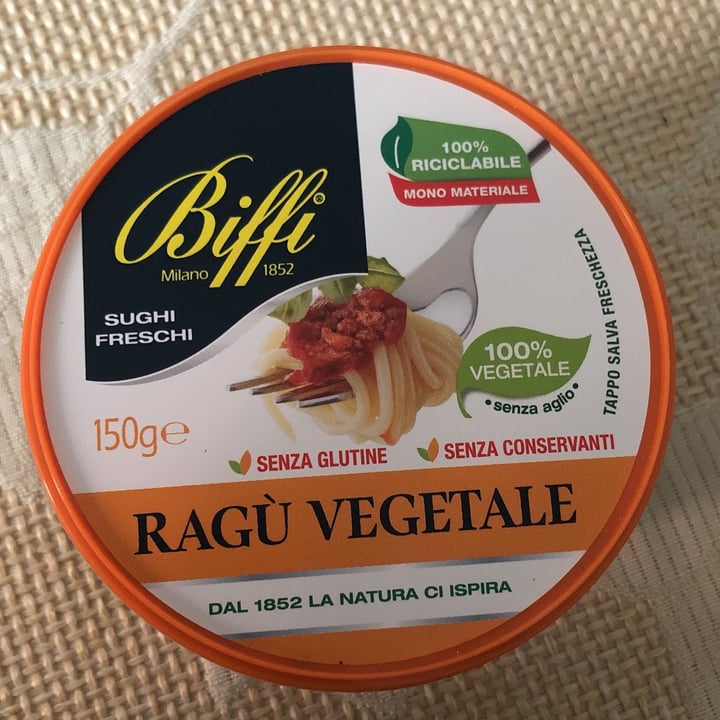 Biffi®
Milano 1852
SUGHI
FRESCHI
100%
RICICLABILE
MONO MATERIALE
TAPPO SALVA FRESCHEZZA
100%
VEGETALE
•senza aglio•
150g℮
SENZA GLUTINE
SENZA CONSERVANTI
RAGÙ VEGETALE
DAL 1852 LA NATURA CI ISPIRA